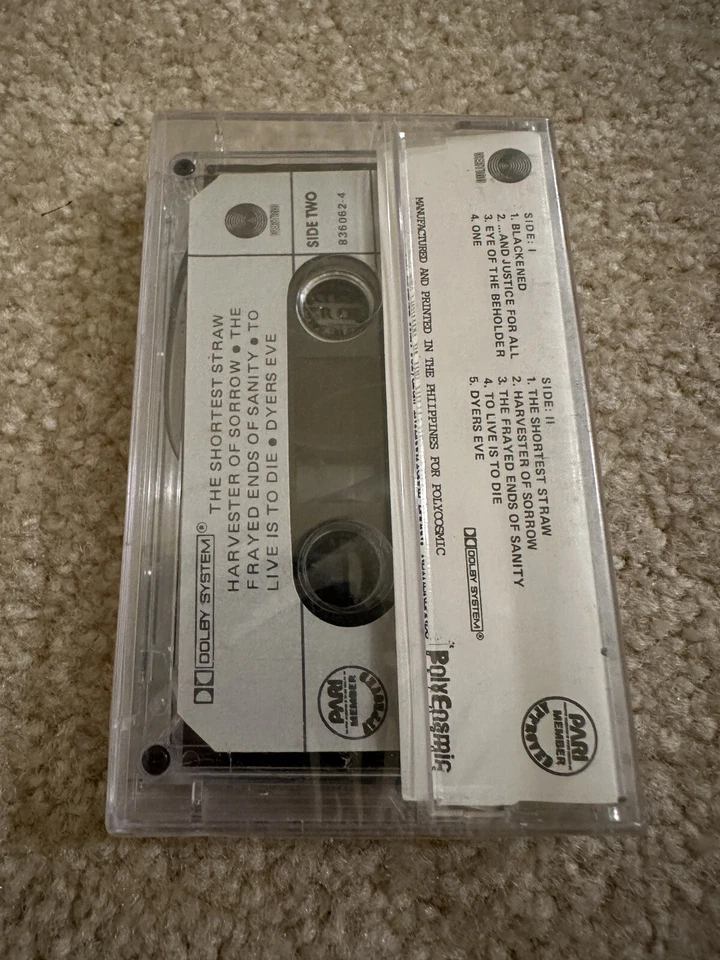 VERTIGO
SIDE: I
1. BLACKENED
2. ...AND JUSTICE FOR ALL
3. EYE OF THE BEHOLDER
4. ONE
SIDE: II
1. THE SHORTEST STRAW
2. HARVESTER OF SORROW
3. THE FRAYED ENDS OF SANITY
4. TO LIVE IS TO DIE
5. DYERS EVE
DOLBY SYSTEM®
PARI
MEMBER
MANUFACTURED AND PRINTED IN THE PHIIPPINES FOR POLYCOSMIC
PolyCosmic
SIDE TWO
836062-4
THE SHORTEST STRAW
HARVESTER OF SORROW ● THE
FRAYED ENDS OF SANITY ● TO
LIVE IS TO DIE ● DYERS EVE
DOLBY SYSTEM®
PARI
MEMBER